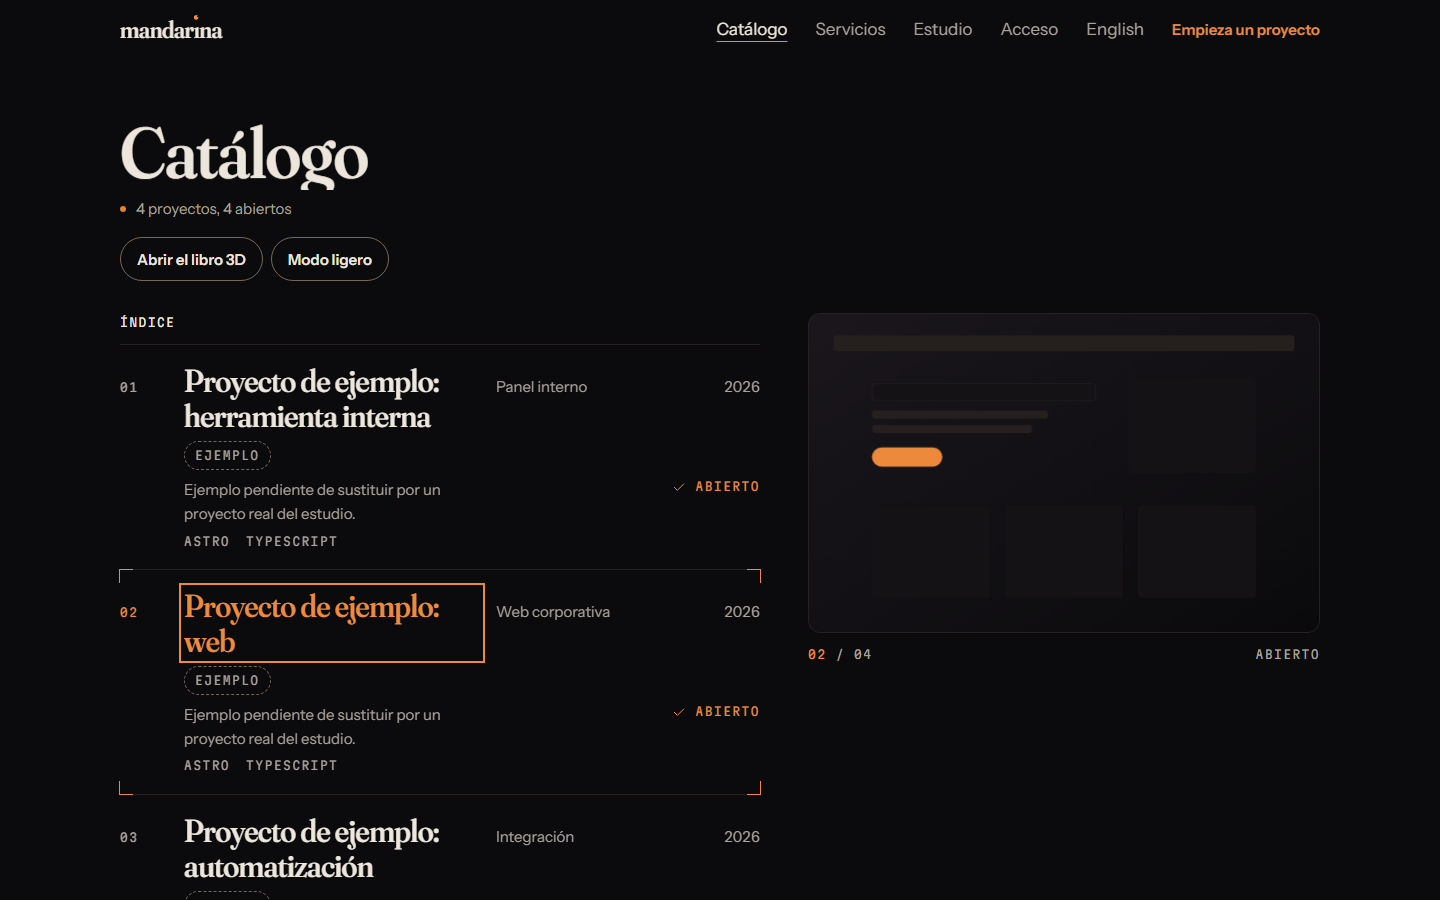 mandarina
Catálogo Servicios Estudio Acceso English Empieza un proyecto
Catálogo
4 proyectos, 4 abiertos
Abrir el libro 3D Modo ligero
ÍNDICE
01 Proyecto de ejemplo: Panel interno 2026
herramienta interna
EJEMPLO
Ejemplo pendiente de sustituir por un ABIERTO
proyecto real del estudio.
ASTRO TYPESCRIPT
02 Proyecto de ejemplo: Web corporativa 2026
web
EJEMPLO
Ejemplo pendiente de sustituir por un ABIERTO
proyecto real del estudio.
ASTRO TYPESCRIPT
03 Proyecto de ejemplo: Integración 2026
automatización
02 / 04 ABIERTO